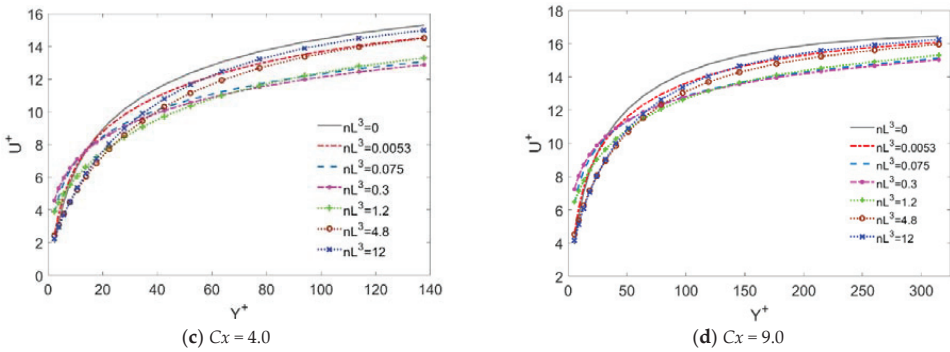 16
14
12
10
8
6
4
2
0
U⁺
0 20 40 60 80 100 120 140
Y⁺
nL³=0
nL³=0.0053
nL³=0.075
nL³=0.3
nL³=1.2
nL³=4.8
nL³=12
(c) Cx = 4.0
18
16
14
12
10
8
6
4
2
U⁺
0 50 100 150 200 250 300
Y⁺
nL³=0
nL³=0.0053
nL³=0.075
nL³=0.3
nL³=1.2
nL³=4.8
nL³=12
(d) Cx = 9.0